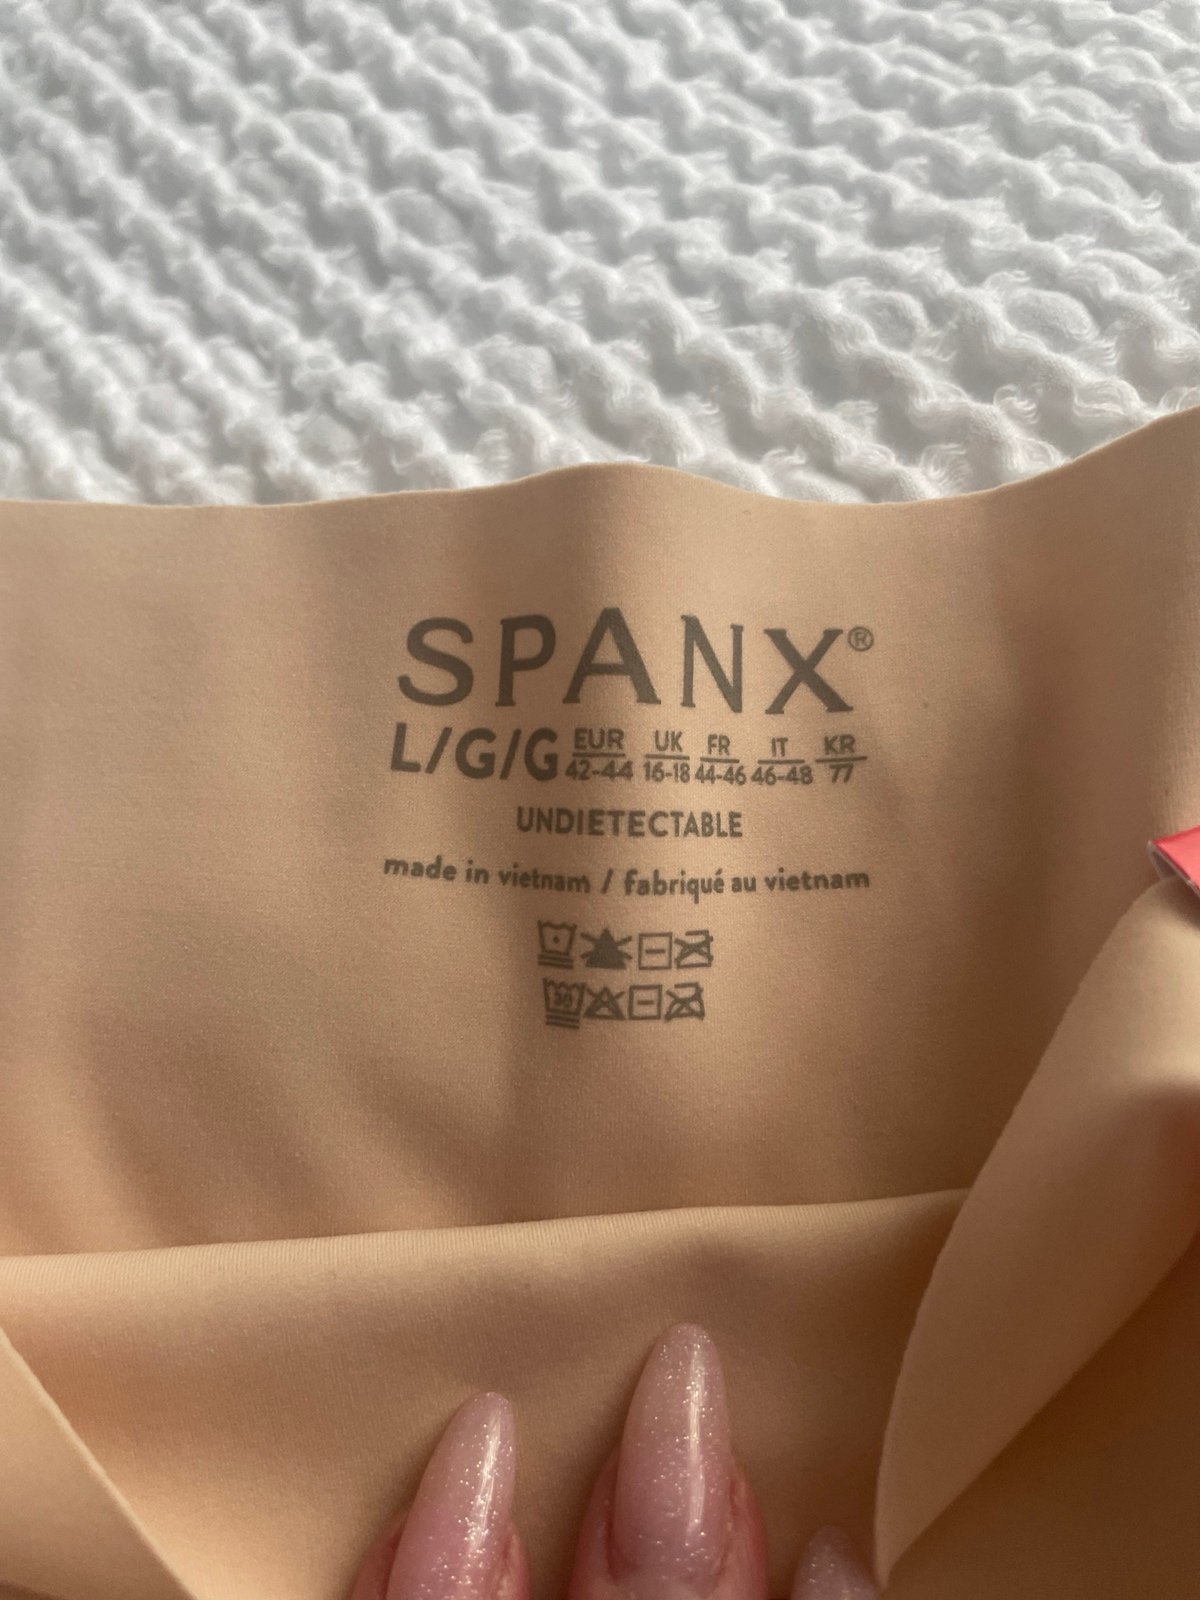 SPANX®
L/G/G EUR 42-44 UK 16-18 FR 44-46 IT 46-48 KR 77
UNDIETECTABLE
made in vietnam / fabriqué au vietnam
30